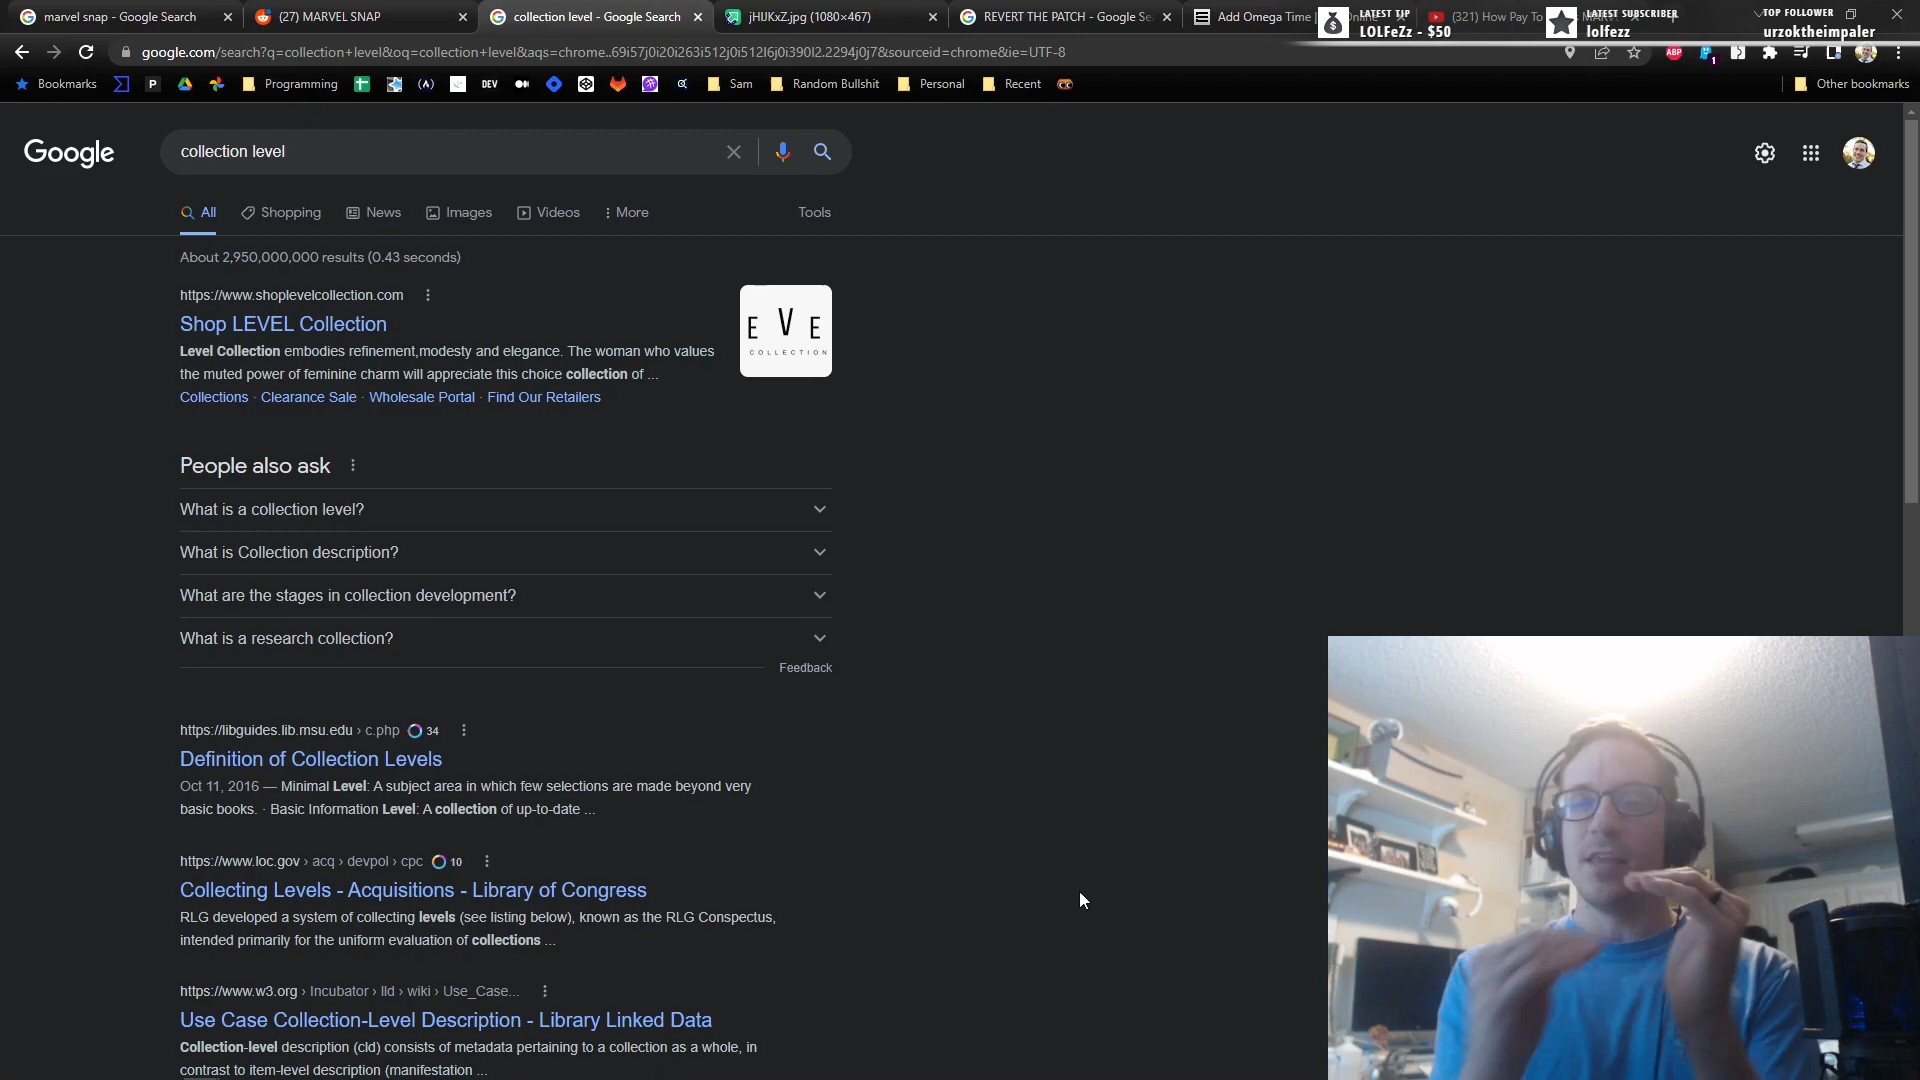 marvel snap - Google Search
(27) MARVEL SNAP
collection level - Google Search
jHlJKxZ.jpg (1080×467)
REVERT THE PATCH - Google Se
Add Omega Time
(321) How Pay To
LATEST TIP
LOLFeZz - $50
LATEST SUBSCRIBER
lolfezz
TOP FOLLOWER
urzoktheimpaler
google.com/search?q=collection+level&oq=collection+level&aqs=chrome..69i57j0i20i263i512j0i512l6j0i390l2.2294j0j7&sourceid=chrome&ie=UTF-8
ABP
1
Bookmarks
P
Programming
(Λ)
DEV
Sam
Random Bullshit
Personal
Recent
Other bookmarks
Google
collection level
All
Shopping
News
Images
Videos
More
Tools
About 2,950,000,000 results (0.43 seconds)
https://www.shoplevelcollection.com
Shop LEVEL Collection
Level Collection embodies refinement,modesty and elegance. The woman who values
the muted power of feminine charm will appreciate this choice collection of ...
Collections · Clearance Sale · Wholesale Portal · Find Our Retailers
E V E
COLLECTION
People also ask
What is a collection level?
What is Collection description?
What are the stages in collection development?
What is a research collection?
Feedback
https://libguides.lib.msu.edu › c.php 34
Definition of Collection Levels
Oct 11, 2016 — Minimal Level: A subject area in which few selections are made beyond very
basic books. · Basic Information Level: A collection of up-to-date ...
https://www.loc.gov › acq › devpol › cpc 10
Collecting Levels - Acquisitions - Library of Congress
RLG developed a system of collecting levels (see listing below), known as the RLG Conspectus,
intended primarily for the uniform evaluation of collections ...
https://www.w3.org › Incubator › lld › wiki › Use_Case...
Use Case Collection-Level Description - Library Linked Data
Collection-level description (cld) consists of metadata pertaining to a collection as a whole, in
contrast to item-level description (manifestation ...